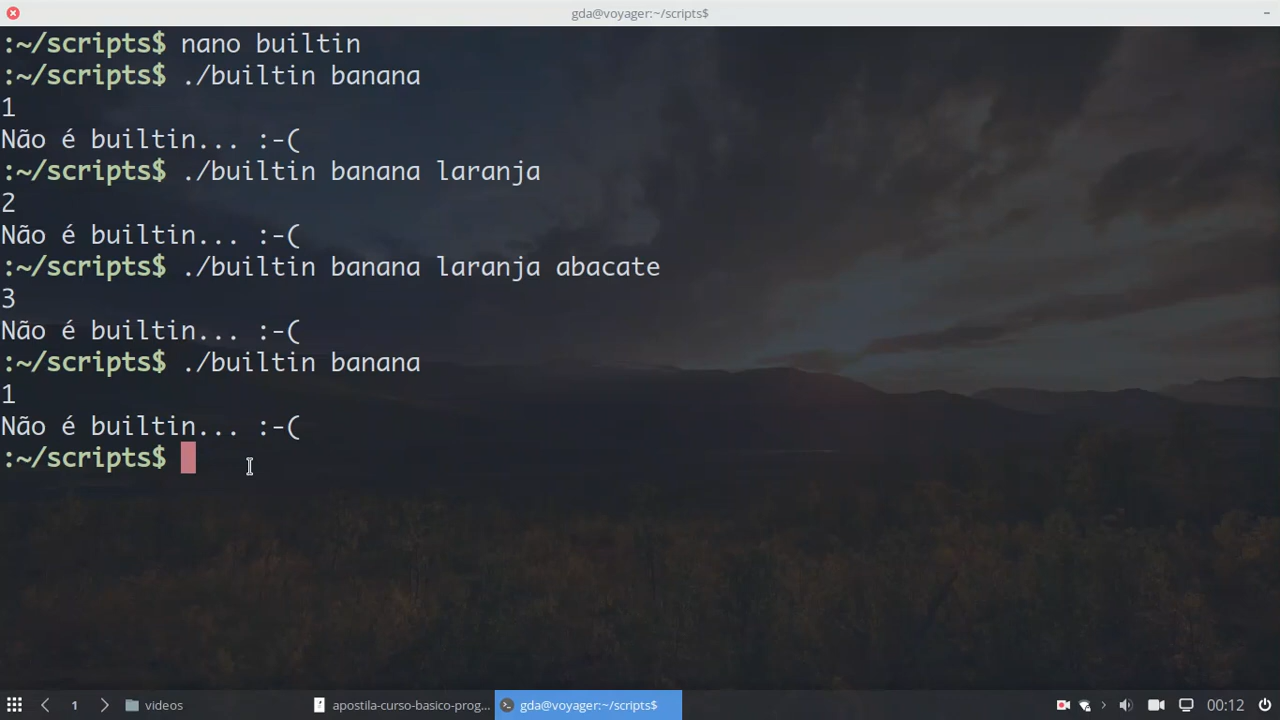 gda@voyager:~/scripts$
:~/scripts$ nano builtin
:~/scripts$ ./builtin banana
1
Não é builtin... :-(
:~/scripts$ ./builtin banana laranja
2
Não é builtin... :-(
:~/scripts$ ./builtin banana laranja abacate
3
Não é builtin... :-(
:~/scripts$ ./builtin banana
1
Não é builtin... :-(
:~/scripts$
1 videos apostila-curso-basico-prog... gda@voyager:~/scripts$ 00:12